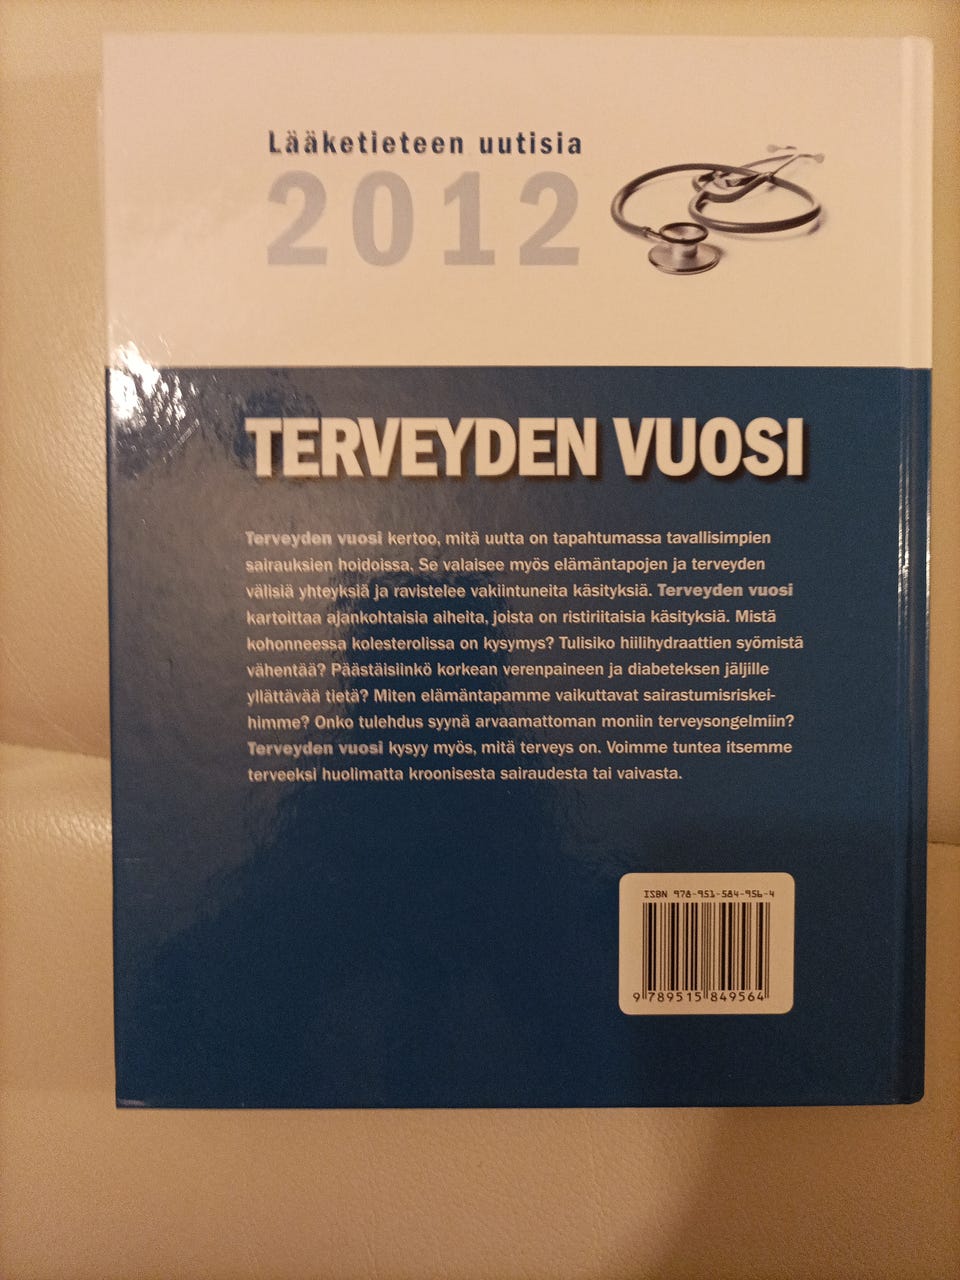 Lääketieteen uutisia
2012
TERVEYDEN VUOSI
Terveyden vuosi kertoo, mitä uutta on tapahtumassa tavallisimpien
sairauksien hoidoissa. Se valaisee myös elämäntapojen ja terveyden
välisiä yhteyksiä ja ravistelee vakiintuneita käsityksiä. Terveyden vuosi
kartoittaa ajankohtaisia aiheita, joista on ristiriitaisia käsityksiä. Mistä
kohonneessa kolesterolissa on kysymys? Tulisiko hiilihydraattien syömistä
vähentää? Päästäisiinkö korkean verenpaineen ja diabeteksen jäljille
yllättävää tietä? Miten elämäntapamme vaikuttavat sairastumisriskei-
himme? Onko tulehdus syynä arvaamattoman moniin terveysongelmiin?
Terveyden vuosi kysyy myös, mitä terveys on. Voimme tuntea itsemme
terveeksi huolimatta kroonisesta sairaudesta tai vaivasta.
ISBN 978-951-584-956-4
9 789515 849564